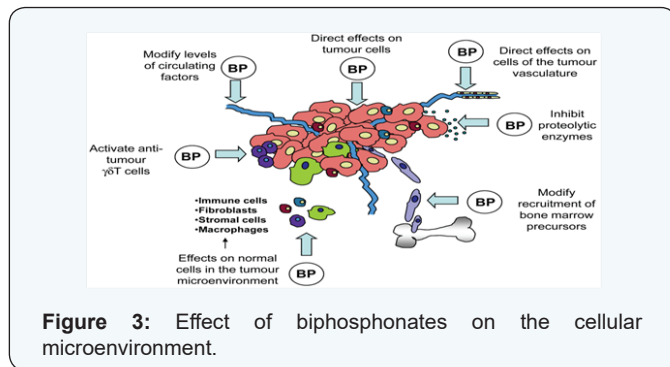 Modify levels
of circulating
factors
BP
Direct effects on
tumour cells
BP
BP
Direct effects on
cells of the tumour
vasculature
Activate anti-
tumour
γδT cells
BP
BP
Inhibit
proteolytic
enzymes
•Immune cells
•Fibroblasts
•Stromal cells
•Macrophages
BP
Modify
recruitment of
bone marrow
precursors
Effects on normal
cells in the tumour
microenvironment
BP
Figure 3: Effect of biphosphonates on the cellular
microenvironment.